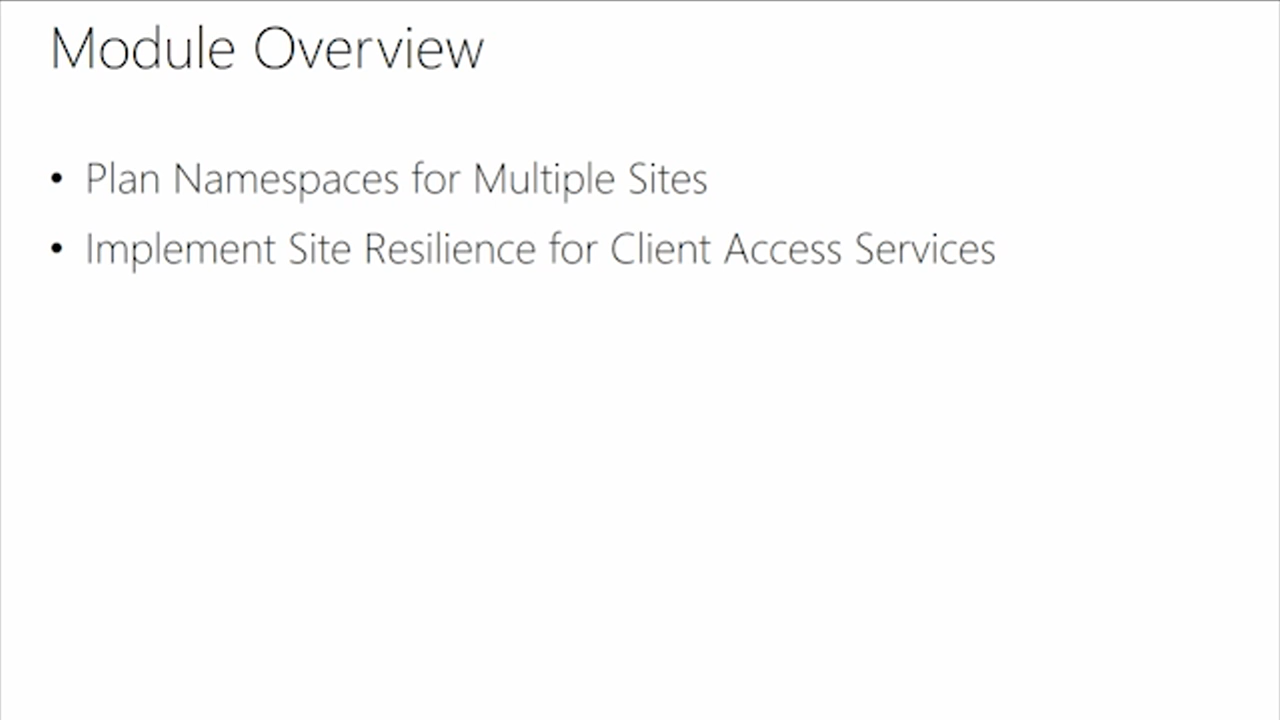 Module Overview
• Plan Namespaces for Multiple Sites
• Implement Site Resilience for Client Access Services